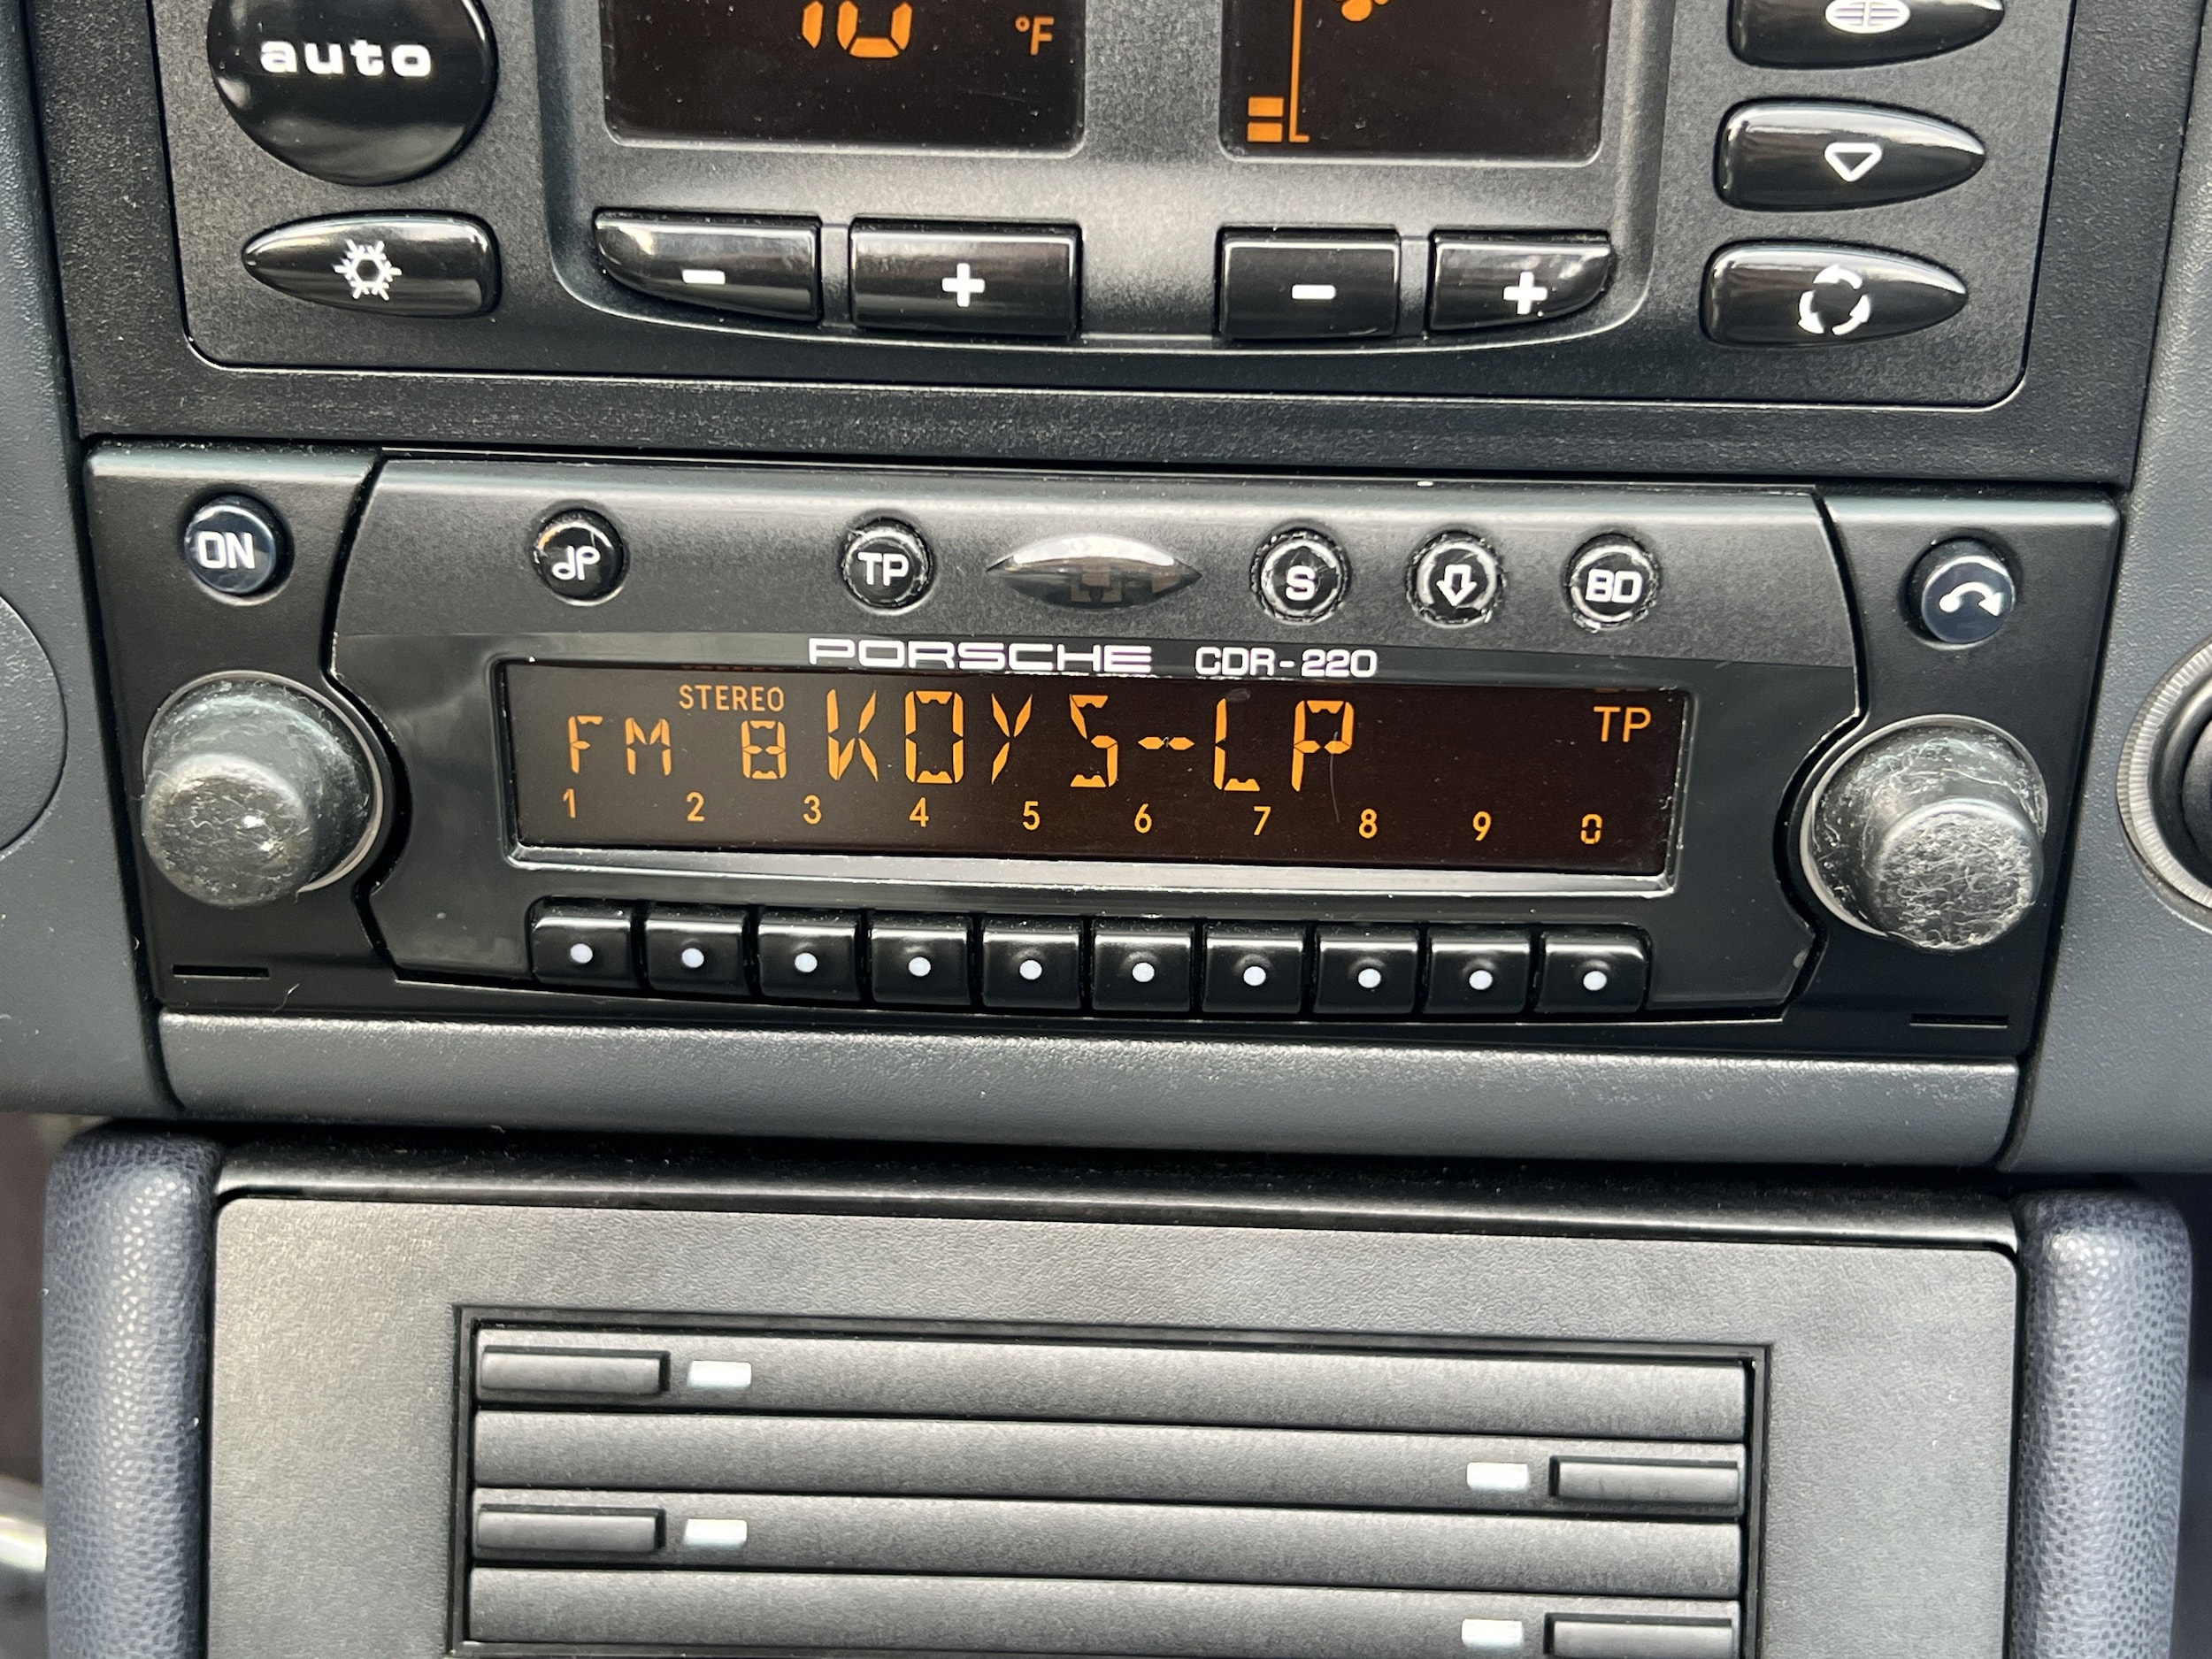 auto
°F
- + - +
ON
TP
S
BD
PORSCHE CDR-220
STEREO
FM 8 KOYS-LP TP
1 2 3 4 5 6 7 8 9 0